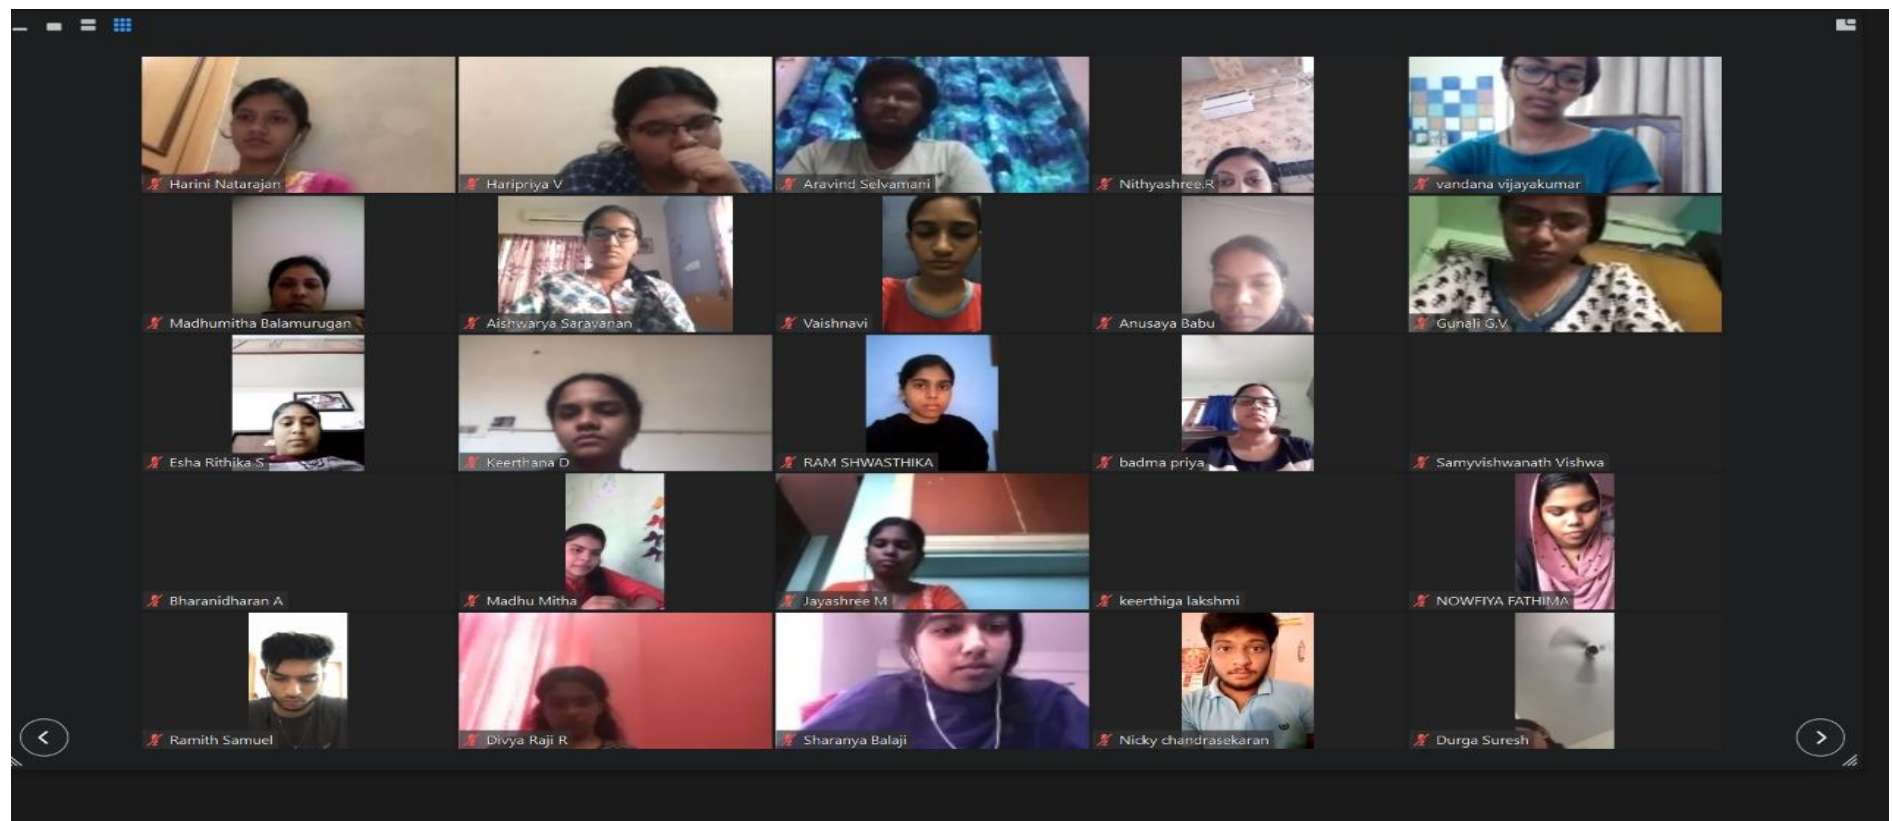 Harini Natarajan
Haripriya V
Aravind Selvamani
Nithyashree.R
vandana vijayakumar
Madhumitha Balamurugan
Aishwarya Saravanan
Vaishnavi
Anusaya Babu
Gunali G.V
Esha Rithika S
Keerthana D
RAM SHWASTHIKA
badma priya
Samyvishwanath Vishwa
Bharanidharan A
Madhu Mitha
Jayashree M
keerthiga lakshmi
NOWFIYA FATHIMA
Ramith Samuel
Divya Raji R
Sharanya Balaji
Nicky chandrasekaran
Durga Suresh